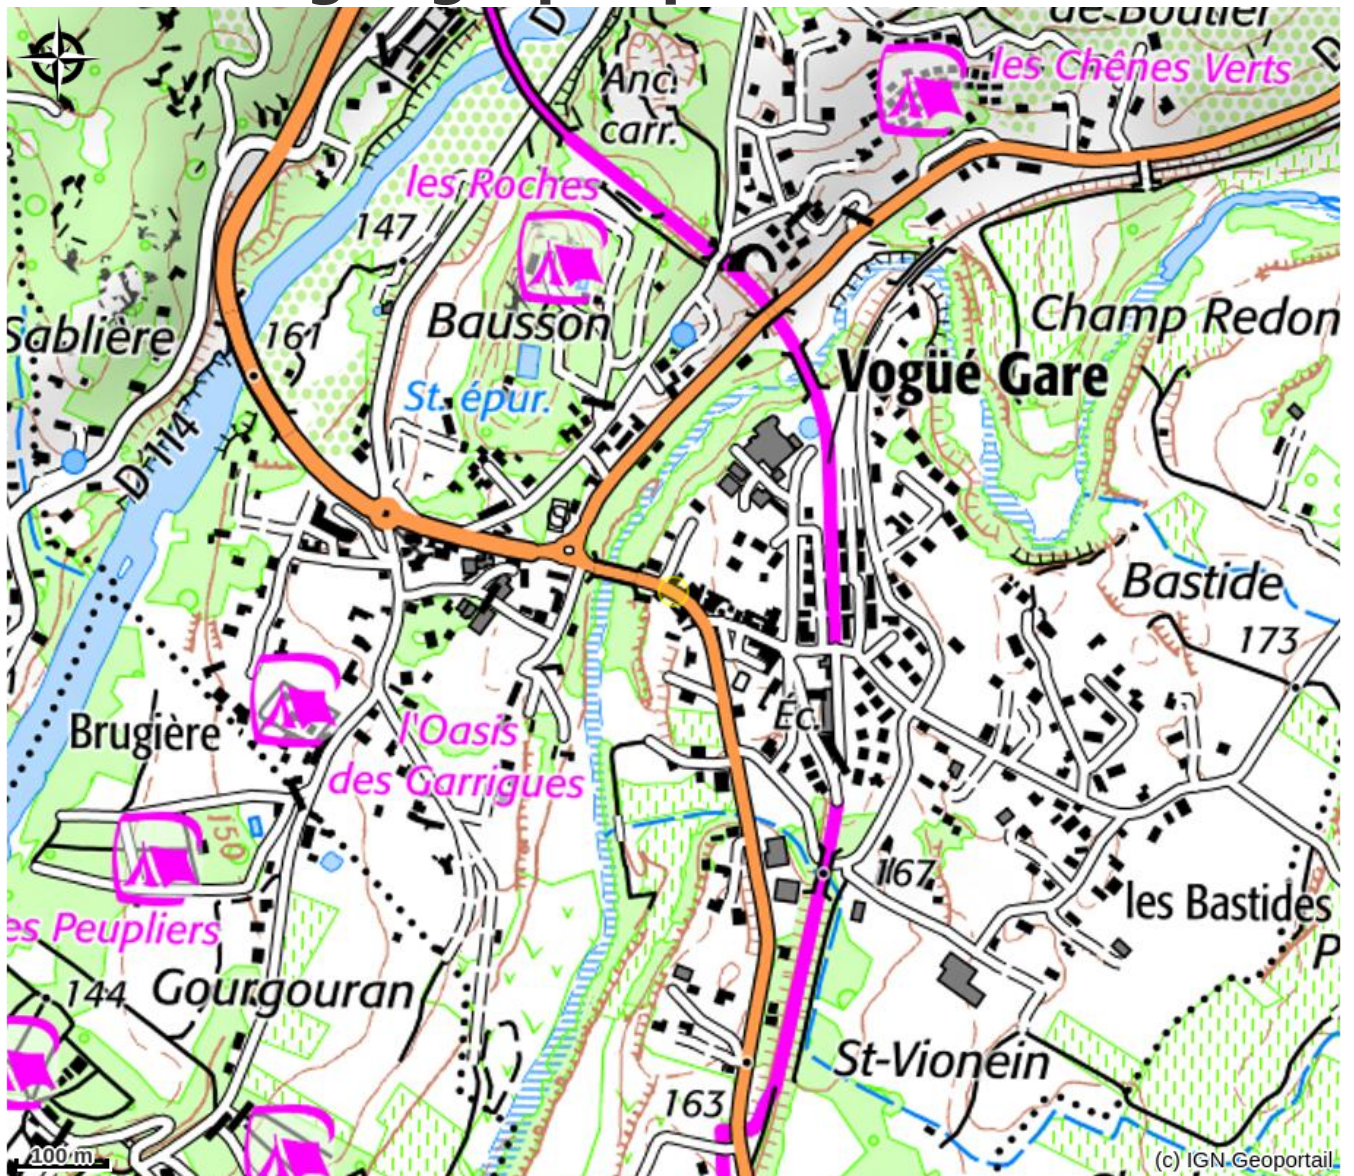 de-Boutier
les Chênes Verts
Anc.
carr.
les Roches
147
Sablière
161
Bausson
St. épur.
Champ Redon
Vogüé Gare
D 114
Bastide
173
Brugière
l'Oasis
des Garrigues
Éc.
150
167
les Bastides
es Peupliers
144
Gourgouran
St-Vionein
163
100 m
(c) IGN Geoportail